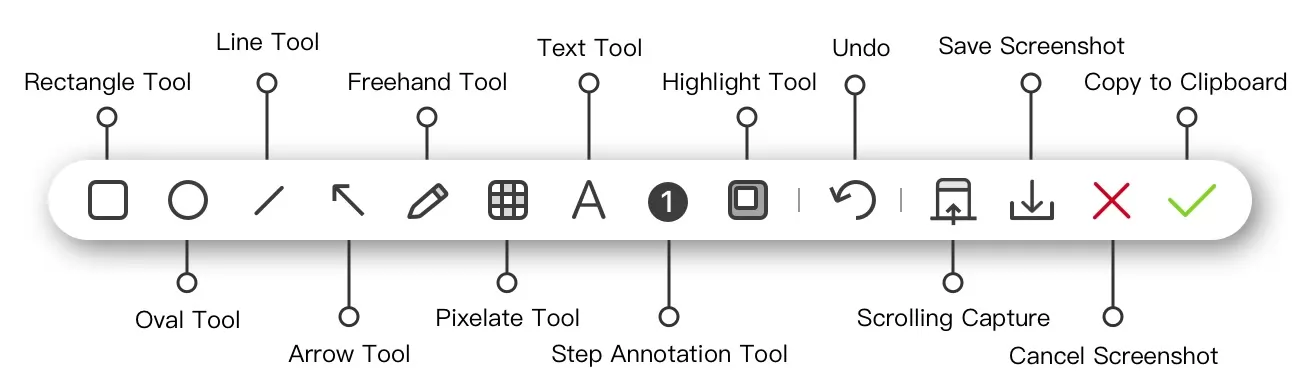 Line Tool
Text Tool
Undo
Save Screenshot
Rectangle Tool
Freehand Tool
Highlight Tool
Copy to Clipboard
1
Oval Tool
Pixelate Tool
Scrolling Capture
Arrow Tool
Step Annotation Tool
Cancel Screenshot